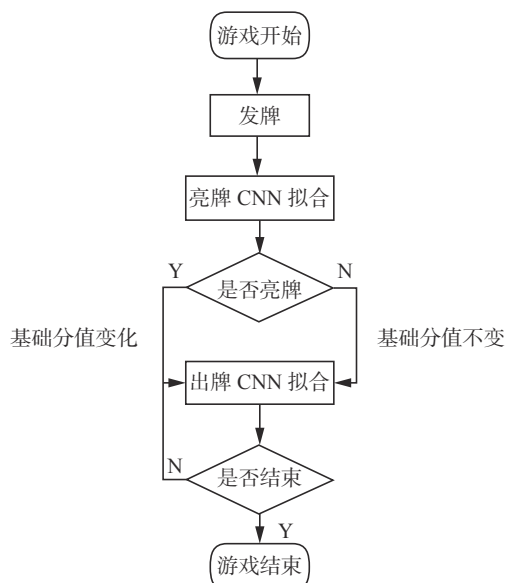 游戏开始
发牌
亮牌 CNN 拟合
Y
N
是否亮牌
基础分值变化
基础分值不变
出牌 CNN 拟合
N
是否结束
Y
游戏结束